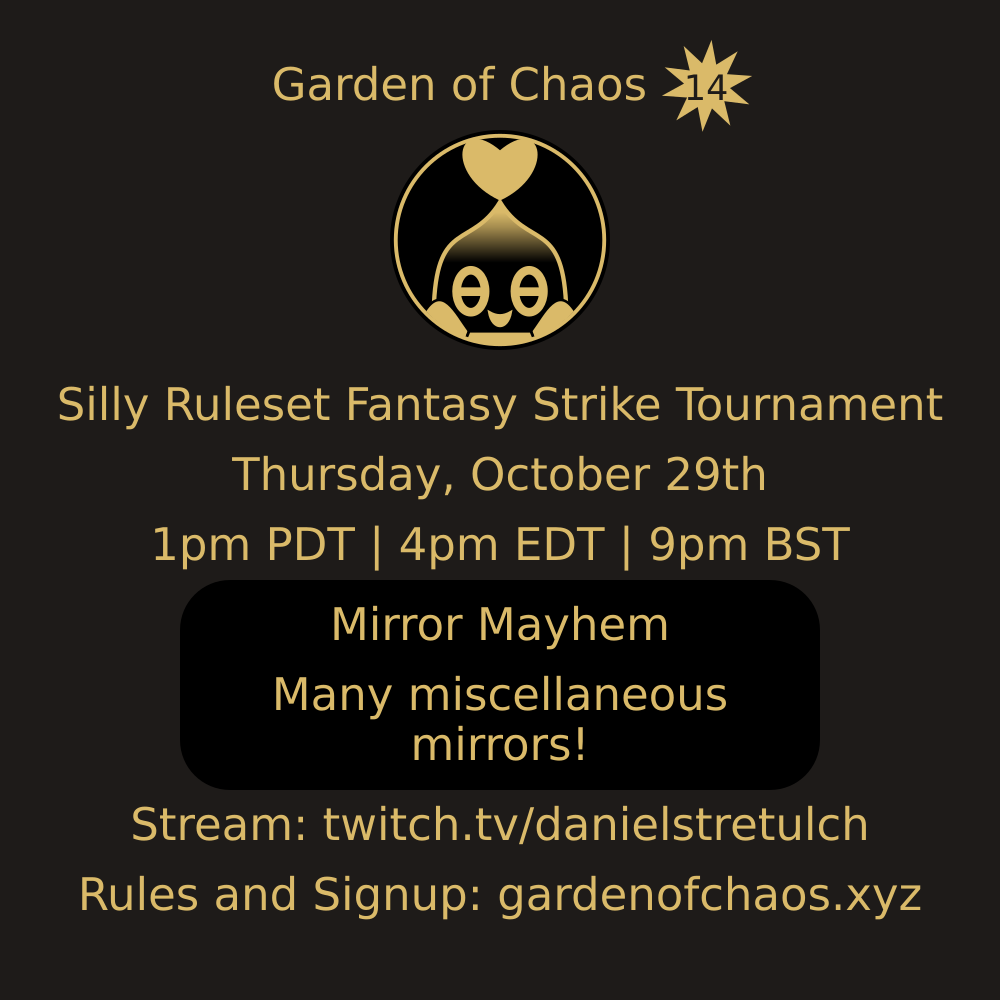 Garden of Chaos 14
Silly Ruleset Fantasy Strike Tournament
Thursday, October 29th
1pm PDT | 4pm EDT | 9pm BST
Mirror Mayhem
Many miscellaneous
mirrors!
Stream: twitch.tv/danielstretulch
Rules and Signup: gardenofchaos.xyz